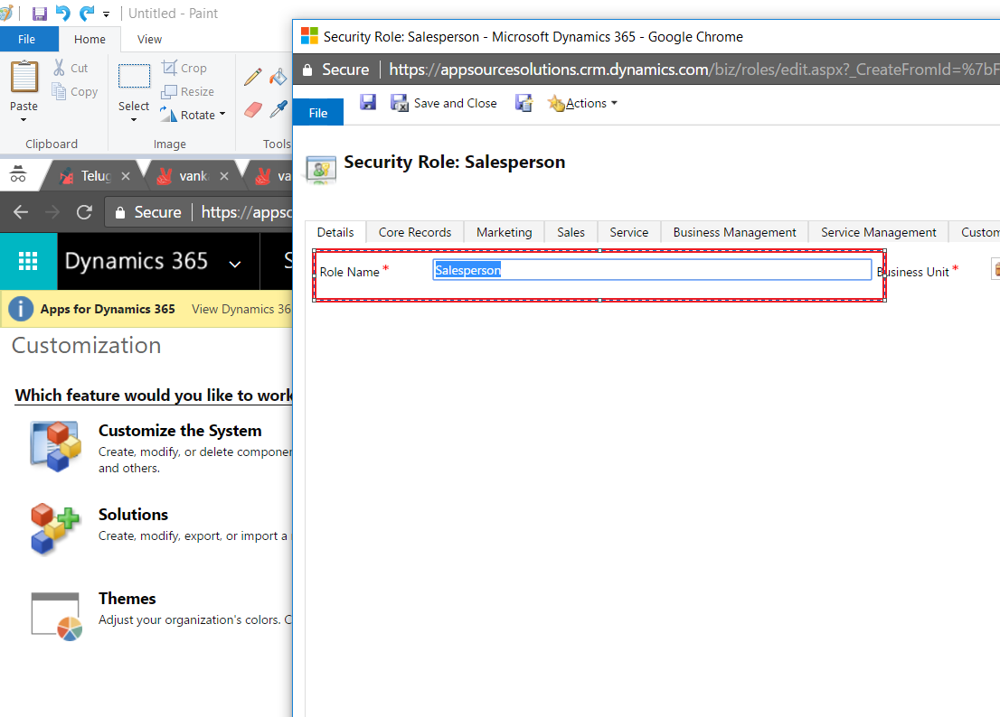 Untitled - Paint
File Home View
Cut
Copy
Paste
Clipboard
Select
Crop
Resize
Rotate
Image
Tools
Telug
vank
va
Secure https://appsc
Dynamics 365 S
Apps for Dynamics 365 View Dynamics 36
Customization
Which feature would you like to work
Customize the System
Create, modify, or delete componen
and others.
Solutions
Create, modify, export, or import a
Themes
Adjust your organization's colors. C
Security Role: Salesperson - Microsoft Dynamics 365 - Google Chrome
Secure https://appsourcesolutions.crm.dynamics.com/biz/roles/edit.aspx?_CreateFromId=%7bF
File Save and Close Actions
Security Role: Salesperson
Details Core Records Marketing Sales Service Business Management Service Management Custom
Role Name * Salesperson Business Unit *